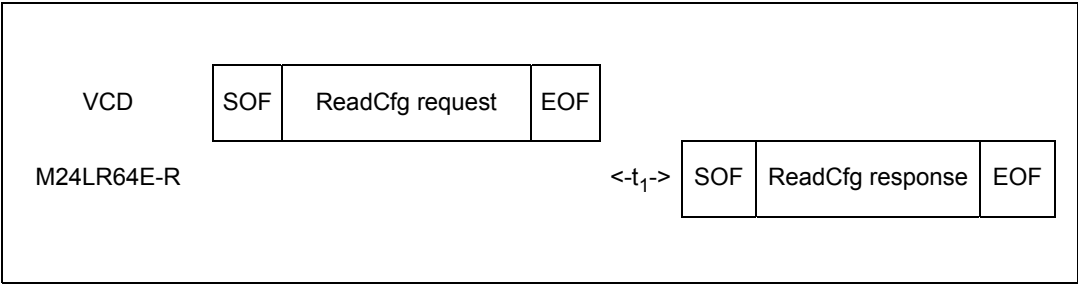 VCD SOF ReadCfg request EOF
M24LR64E-R <-t1-> SOF ReadCfg response EOF